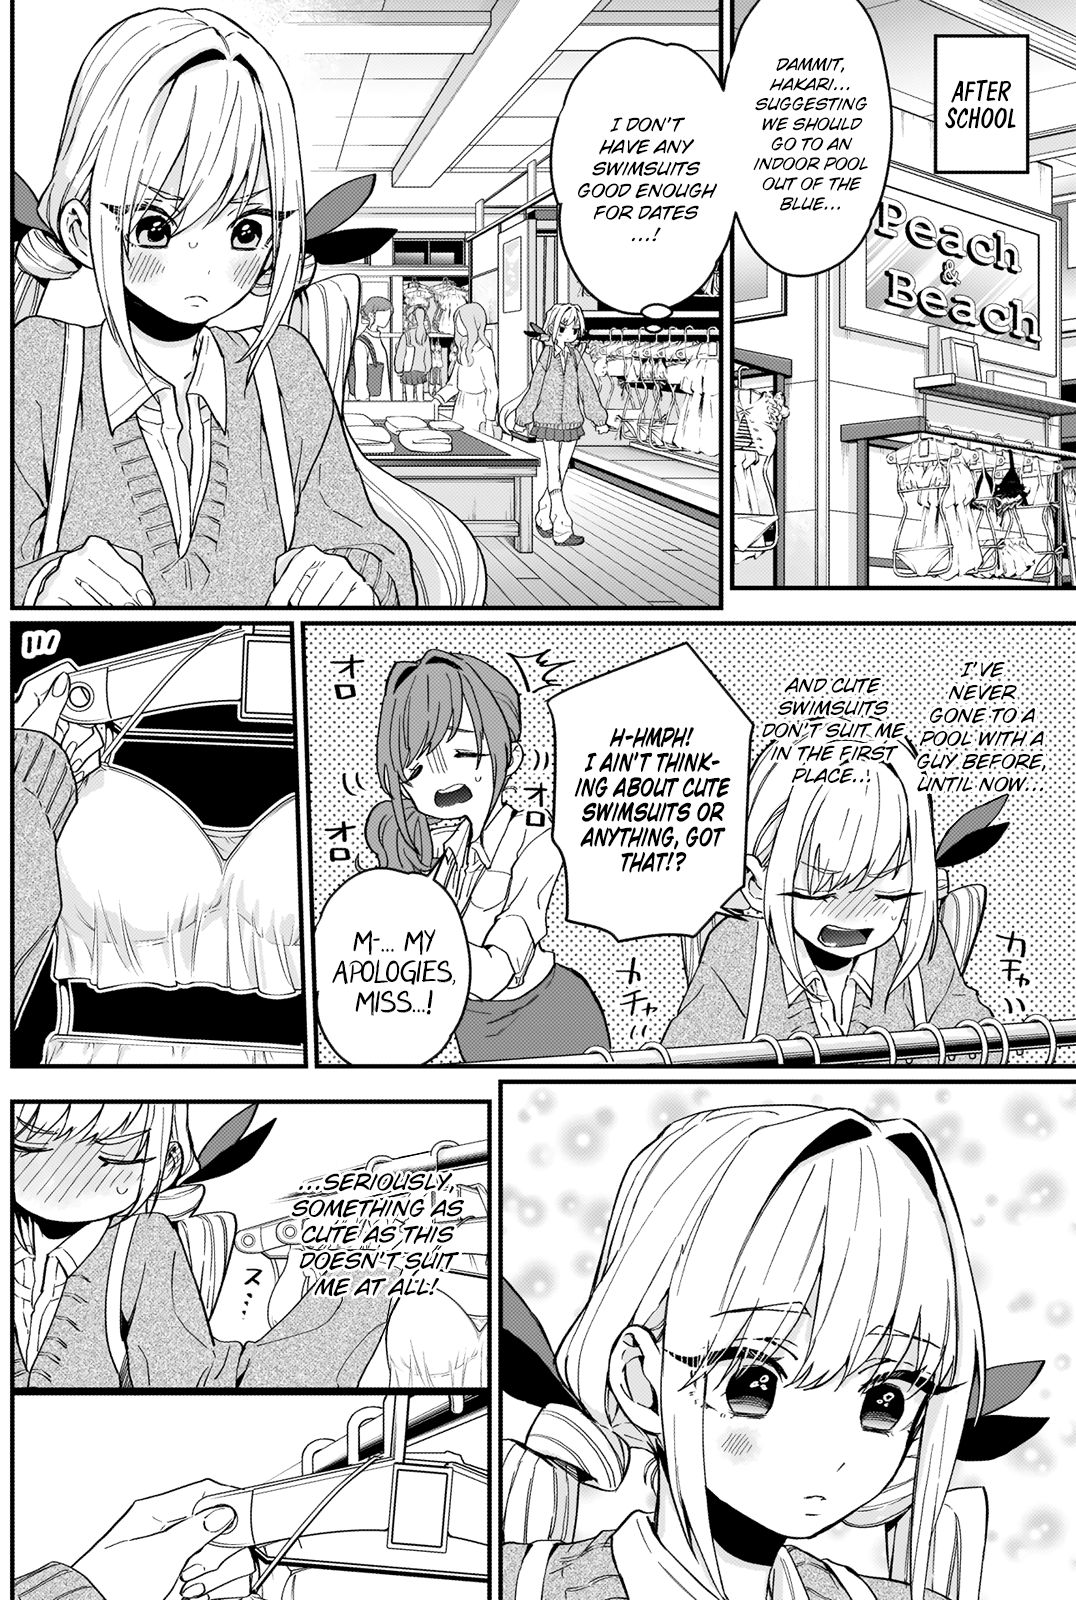 AFTER
SCHOOL
DAMMIT,
HAKARI...
SUGGESTING
WE SHOULD
GO TO AN
INDOOR POOL
OUT OF THE
BLUE...
Peach
&
Beach
I DON'T
HAVE ANY
SWIMSUITS
GOOD ENOUGH
FOR DATES
...!
I'VE
NEVER
GONE TO A
POOL WITH A
GUY BEFORE,
UNTIL NOW...
AND CUTE
SWIMSUITS
DON'T SUIT ME
IN THE FIRST
PLACE...!
H-HMPH!
I AIN'T THINK-
ING ABOUT CUTE
SWIMSUITS OR
ANYTHING, GOT
THAT!?
カチャ
カチャ
オロ
オロ
M-... MY
APOLOGIES,
MISS...!
...SERIOUSLY,
SOMETHING AS
CUTE AS THIS
DOESN'T SUIT
ME AT ALL!
ス...